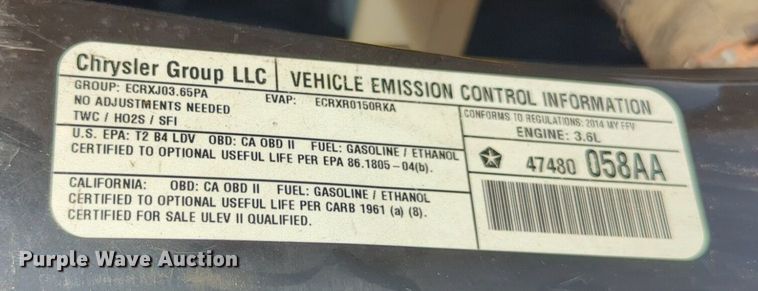 Chrysler Group LLC | VEHICLE EMISSION CONTROL INFORMATION
GROUP: ECRXJ03.65PA EVAP: ECRXR0150RKA
NO ADJUSTMENTS NEEDED
TWC / HO2S / SFI
CONFORMS TO REGULATIONS: 2014 MY FFV
ENGINE: 3.6L
U.S. EPA: T2 B4 LDV OBD: CA OBD II FUEL: GASOLINE / ETHANOL
CERTIFIED TO OPTIONAL USEFUL LIFE PER EPA 86.1805-04(b).
47480 058AA
CALIFORNIA: OBD: CA OBD II FUEL: GASOLINE / ETHANOL
CERTIFIED TO OPTIONAL USEFUL LIFE PER CARB 1961 (a) (8).
CERTIFIED FOR SALE ULEV II QUALIFIED.
Purple Wave Auction